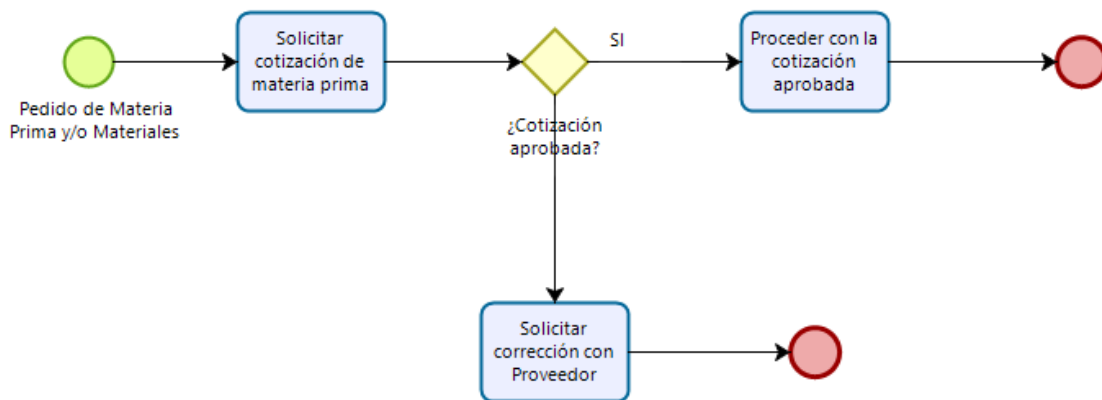 Pedido de Materia
Prima y/o Materiales
Solicitar
cotización de
materia prima
¿Cotización
aprobada?
SI
Proceder con la
cotización
aprobada
Solicitar
corrección con
Proveedor